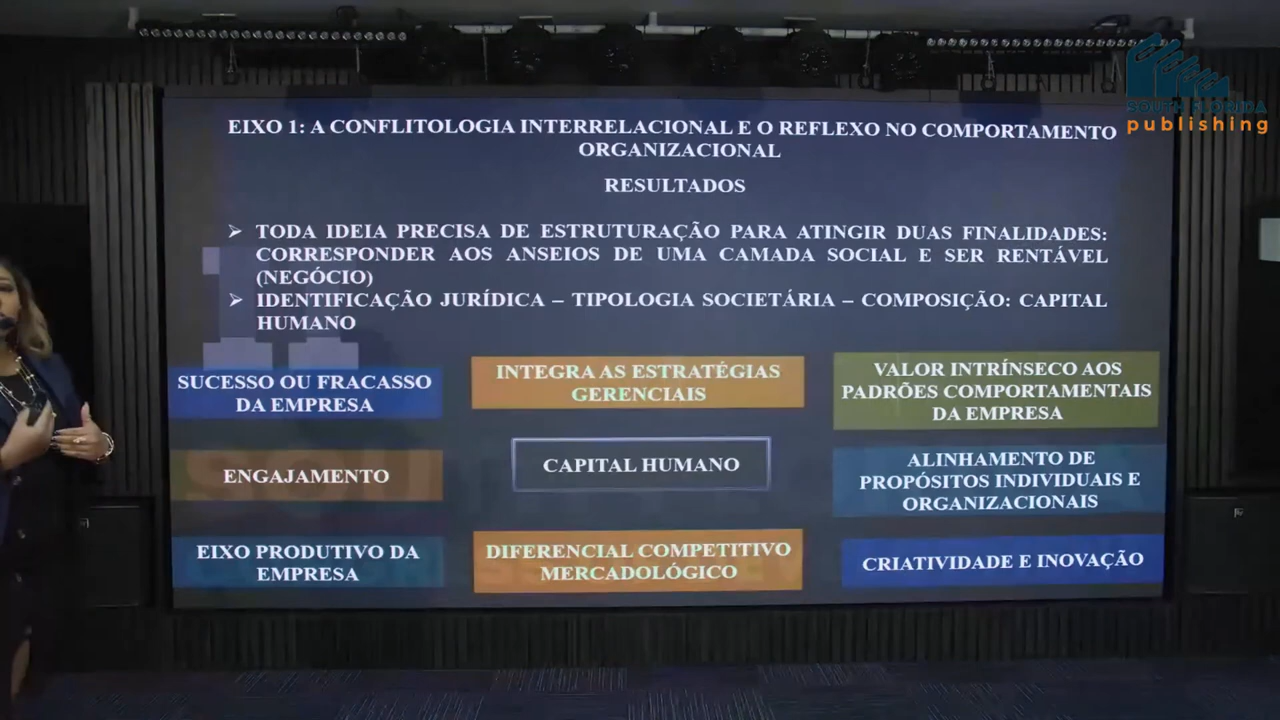 SOUTH FLORIDA
publishing
EIXO 1: A CONFLITOLOGIA INTERRELACIONAL E O REFLEXO NO COMPORTAMENTO
ORGANIZACIONAL
RESULTADOS
➢ TODA IDEIA PRECISA DE ESTRUTURAÇÃO PARA ATINGIR DUAS FINALIDADES:
CORRESPONDER AOS ANSEIOS DE UMA CAMADA SOCIAL E SER RENTÁVEL
(NEGÓCIO)
➢ IDENTIFICAÇÃO JURÍDICA – TIPOLOGIA SOCIETÁRIA – COMPOSIÇÃO: CAPITAL
HUMANO
SUCESSO OU FRACASSO
DA EMPRESA
INTEGRA AS ESTRATÉGIAS
GERENCIAIS
VALOR INTRÍNSECO AOS
PADRÕES COMPORTAMENTAIS
DA EMPRESA
ENGAJAMENTO
CAPITAL HUMANO
ALINHAMENTO DE
PROPÓSITOS INDIVIDUAIS E
ORGANIZACIONAIS
EIXO PRODUTIVO DA
EMPRESA
DIFERENCIAL COMPETITIVO
MERCADOLÓGICO
CRIATIVIDADE E INOVAÇÃO